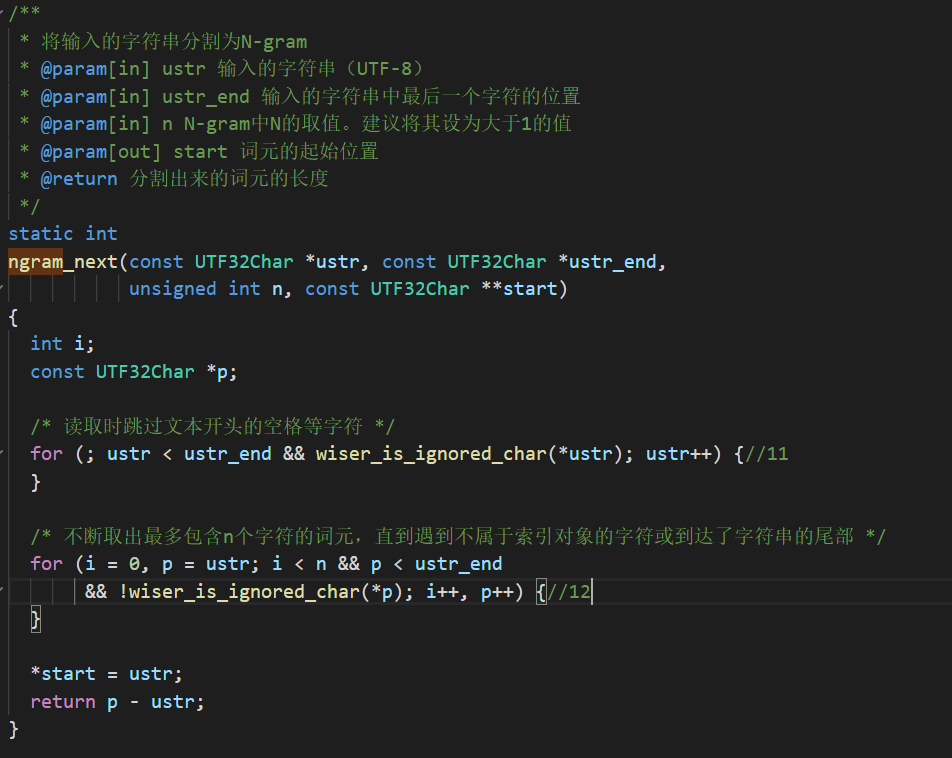 /**
 * 将输入的字符串分割为N-gram
 * @param[in] ustr 输入的字符串（UTF-8）
 * @param[in] ustr_end 输入的字符串中最后一个字符的位置
 * @param[in] n N-gram中N的取值。建议将其设为大于1的值
 * @param[out] start 词元的起始位置
 * @return 分割出来的词元的长度
 */
static int
ngram_next(const UTF32Char *ustr, const UTF32Char *ustr_end,
           unsigned int n, const UTF32Char **start)
{
  int i;
  const UTF32Char *p;

  /* 读取时跳过文本开头的空格等字符 */
  for (; ustr < ustr_end && wiser_is_ignored_char(*ustr); ustr++) {//11
  }

  /* 不断取出最多包含n个字符的词元，直到遇到不属于索引对象的字符或到达了字符串的尾部 */
  for (i = 0, p = ustr; i < n && p < ustr_end
       && !wiser_is_ignored_char(*p); i++, p++) {//12
  }

  *start = ustr;
  return p - ustr;
}